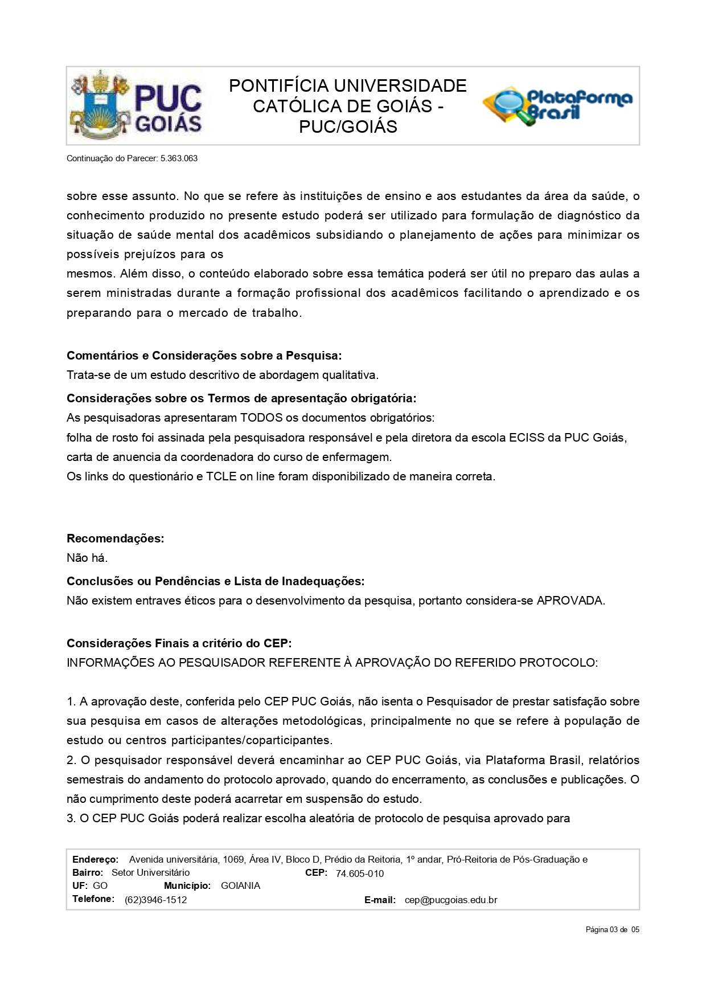 PUC
GOIÁS
PONTIFÍCIA UNIVERSIDADE
CATÓLICA DE GOIÁS -
PUC/GOIÁS
Plataforma
Brasil
Continuação do Parecer: 5.363.063
sobre esse assunto. No que se refere às instituições de ensino e aos estudantes da área da saúde, o
conhecimento produzido no presente estudo poderá ser utilizado para formulação de diagnóstico da
situação de saúde mental dos acadêmicos subsidiando o planejamento de ações para minimizar os
possíveis prejuízos para os
mesmos. Além disso, o conteúdo elaborado sobre essa temática poderá ser útil no preparo das aulas a
serem ministradas durante a formação profissional dos acadêmicos facilitando o aprendizado e os
preparando para o mercado de trabalho.
Comentários e Considerações sobre a Pesquisa:
Trata-se de um estudo descritivo de abordagem qualitativa.
Considerações sobre os Termos de apresentação obrigatória:
As pesquisadoras apresentaram TODOS os documentos obrigatórios:
folha de rosto foi assinada pela pesquisadora responsável e pela diretora da escola ECISS da PUC Goiás,
carta de anuencia da coordenadora do curso de enfermagem.
Os links do questionário e TCLE on line foram disponibilizado de maneira correta.
Recomendações:
Não há.
Conclusões ou Pendências e Lista de Inadequações:
Não existem entraves éticos para o desenvolvimento da pesquisa, portanto considera-se APROVADA.
Considerações Finais a critério do CEP:
INFORMAÇÕES AO PESQUISADOR REFERENTE À APROVAÇÃO DO REFERIDO PROTOCOLO:
1. A aprovação deste, conferida pelo CEP PUC Goiás, não isenta o Pesquisador de prestar satisfação sobre
sua pesquisa em casos de alterações metodológicas, principalmente no que se refere à população de
estudo ou centros participantes/coparticipantes.
2. O pesquisador responsável deverá encaminhar ao CEP PUC Goiás, via Plataforma Brasil, relatórios
semestrais do andamento do protocolo aprovado, quando do encerramento, as conclusões e publicações. O
não cumprimento deste poderá acarretar em suspensão do estudo.
3. O CEP PUC Goiás poderá realizar escolha aleatória de protocolo de pesquisa aprovado para
Endereço: Avenida universitária, 1069, Área IV, Bloco D, Prédio da Reitoria, 1º andar, Pró-Reitoria de Pós-Graduação e
Bairro: Setor Universitário CEP: 74.605-010
UF: GO Município: GOIANIA
Telefone: (62)3946-1512 E-mail: cep@pucgoias.edu.br
Página 03 de 05